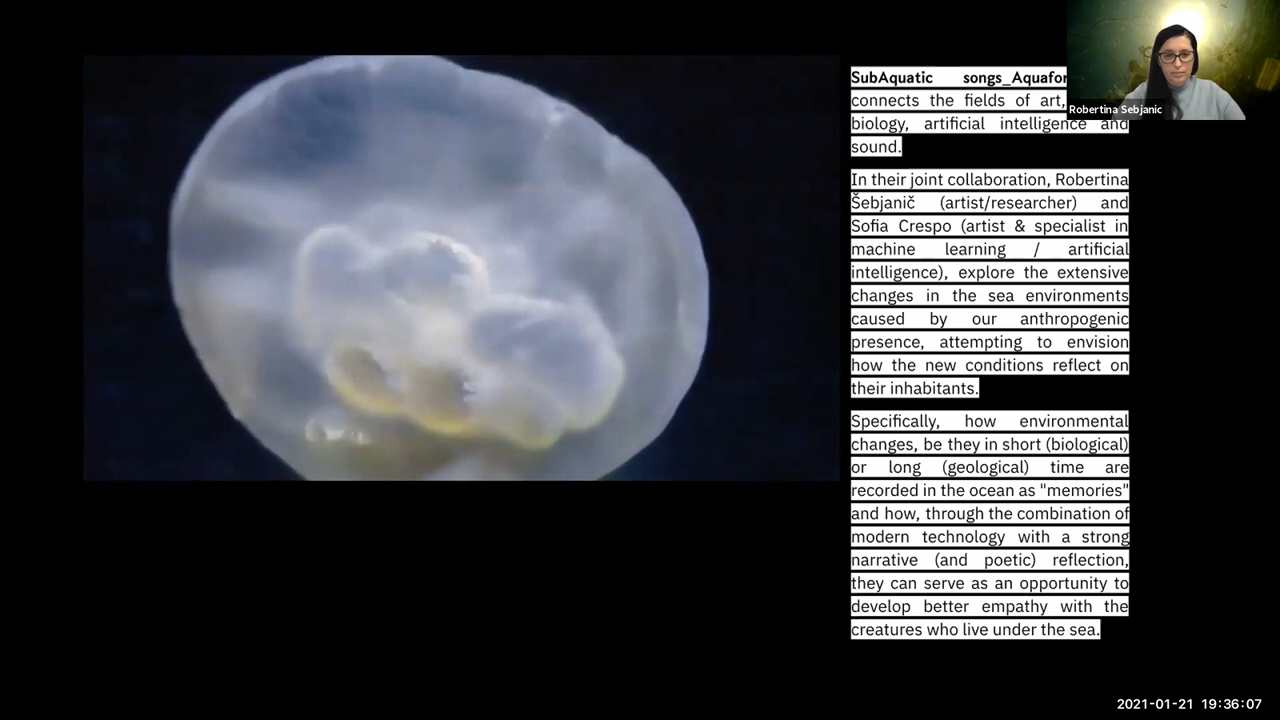 SubAquatic songs_Aquafor
connects the fields of art,
biology, artificial intelligence and
sound.
In their joint collaboration, Robertina
Šebjanič (artist/researcher) and
Sofia Crespo (artist & specialist in
machine learning / artificial
intelligence), explore the extensive
changes in the sea environments
caused by our anthropogenic
presence, attempting to envision
how the new conditions reflect on
their inhabitants.
Specifically, how environmental
changes, be they in short (biological)
or long (geological) time are
recorded in the ocean as "memories"
and how, through the combination of
modern technology with a strong
narrative (and poetic) reflection,
they can serve as an opportunity to
develop better empathy with the
creatures who live under the sea.
Robertina Sebjanic
2021-01-21 19:36:07